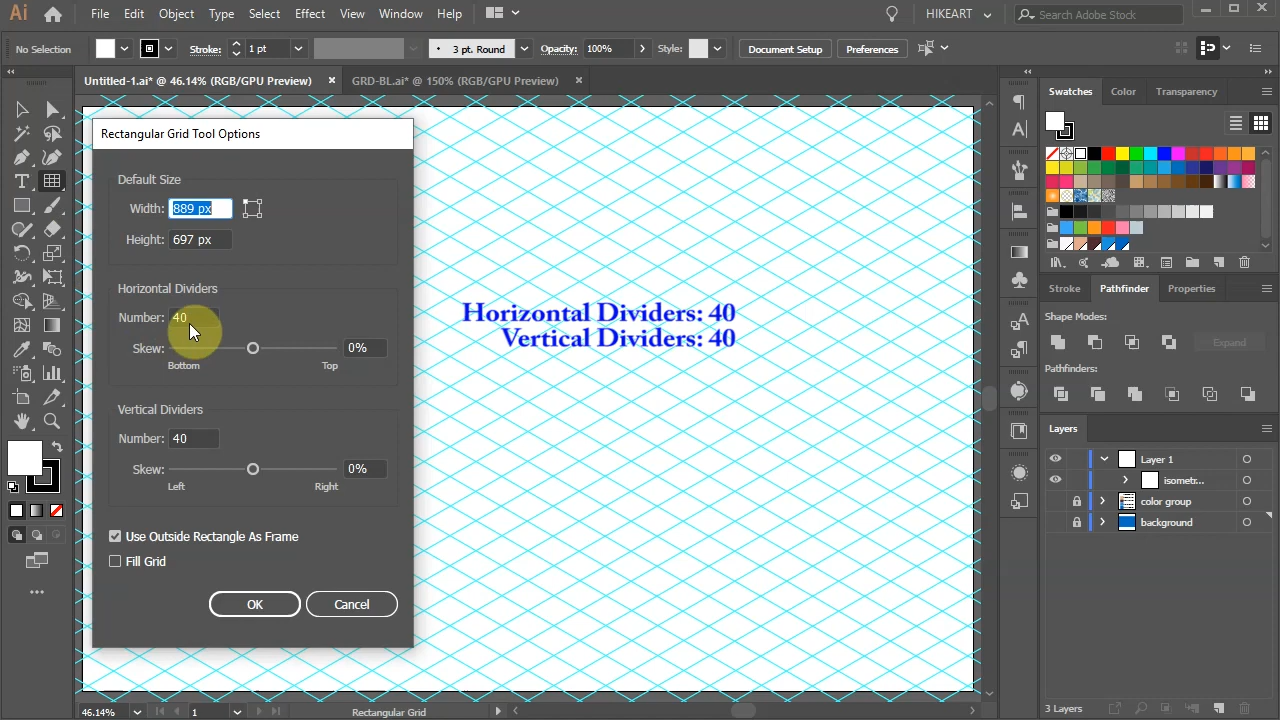 Ai File Edit Object Type Select Effect View Window Help HIKEART Search Adobe Stock
No Selection Stroke: 1 pt 3 pt. Round Opacity: 100% Style: Document Setup Preferences
Untitled-1.ai* @ 46.14% (RGB/GPU Preview) × GRD-BL.ai* @ 150% (RGB/GPU Preview) ×
Swatches Color Transparency
Rectangular Grid Tool Options
Default Size
Width: 889 px
Height: 697 px
Horizontal Dividers
Number: 40
Skew: 0%
Bottom Top
Vertical Dividers
Number: 40
Skew: 0%
Left Right
Use Outside Rectangle As Frame
Fill Grid
OK Cancel
Horizontal Dividers: 40
Vertical Dividers: 40
Stroke Pathfinder Properties
Shape Modes:
Expand
Pathfinders:
Layers
Layer 1
isometr...
color group
background
3 Layers
46.14% 1 Rectangular Grid